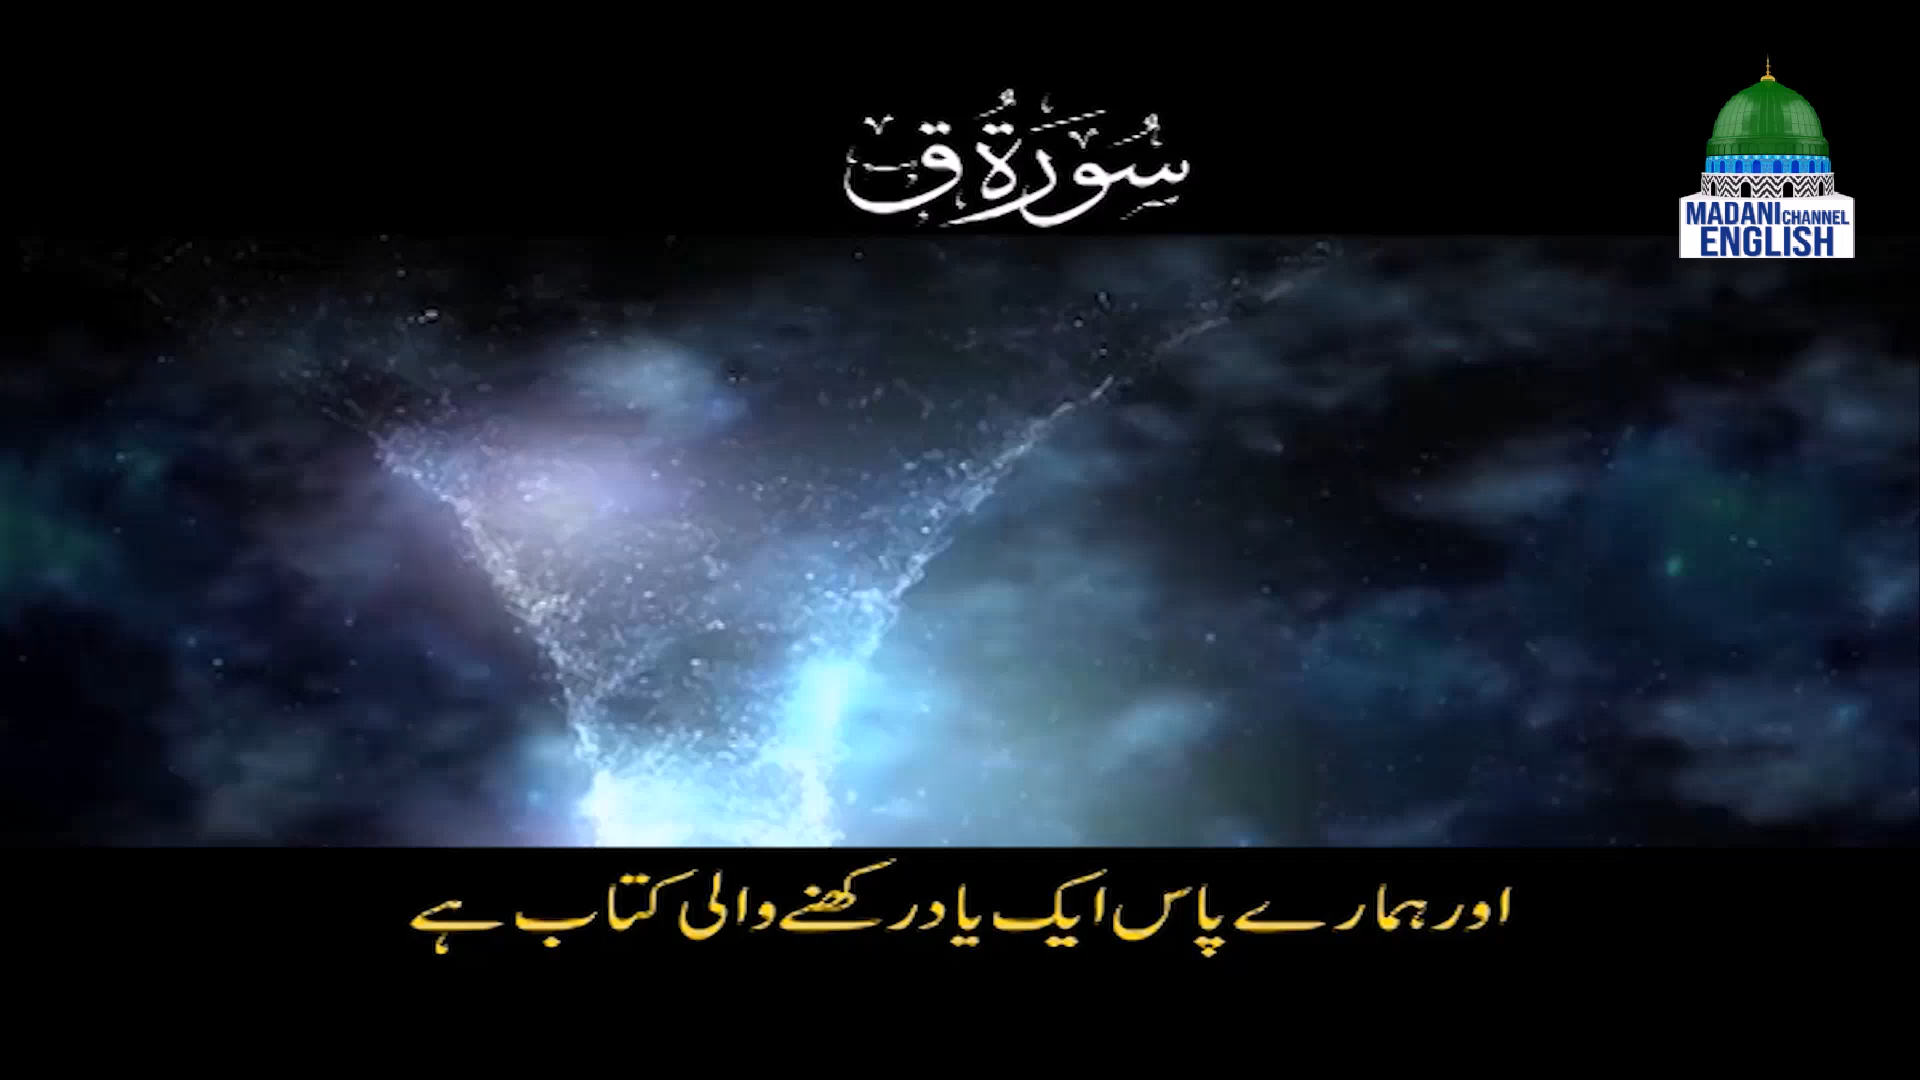 سُوْرَۃُ قٓ
MADANI CHANNEL
ENGLISH
اور ہمارے پاس ایک یاد رکھنے والی کتاب ہے